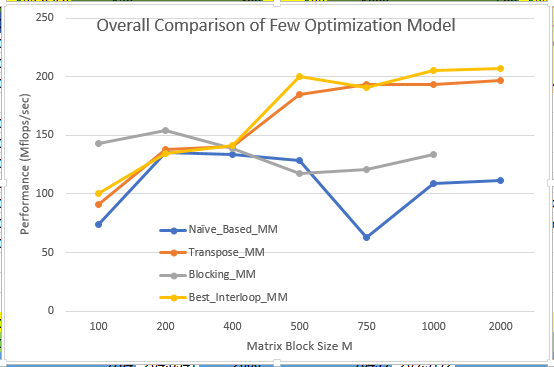 Overall Comparison of Few Optimization Model
250
200
150
100
50
0
Performance (Mflops/sec)
Naïve_Based_MM
Transpose_MM
Blocking_MM
Best_Interloop_MM
100 200 400 500 750 1000 2000
Matrix Block Size M